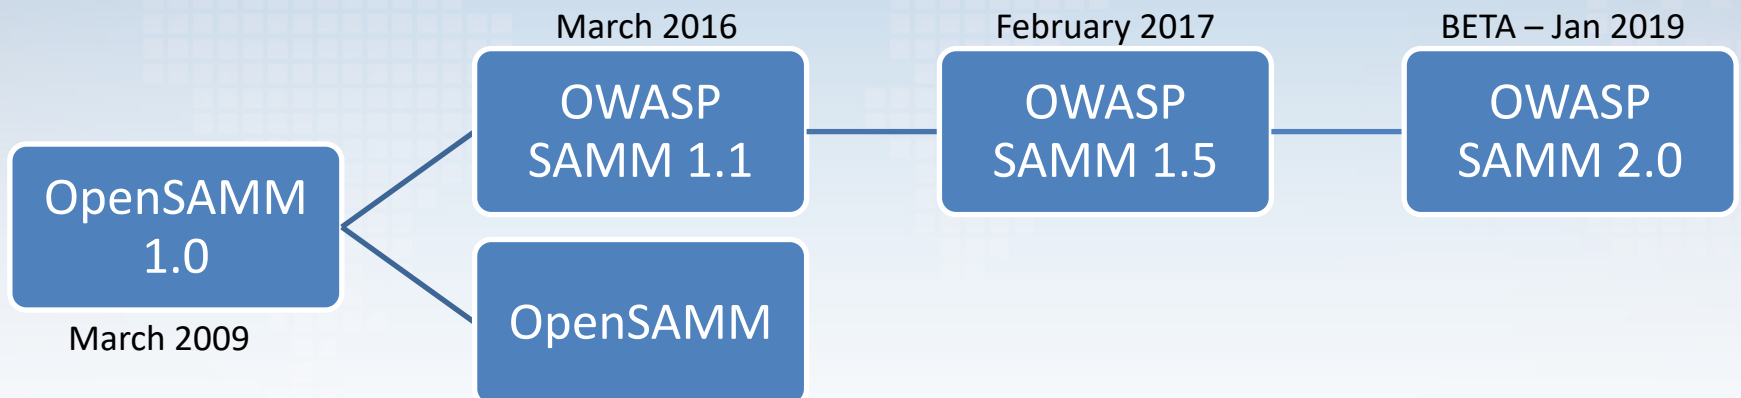 March 2016
February 2017
BETA – Jan 2019
OWASP
SAMM 1.1
OWASP
SAMM 1.5
OWASP
SAMM 2.0
OpenSAMM
1.0
March 2009
OpenSAMM